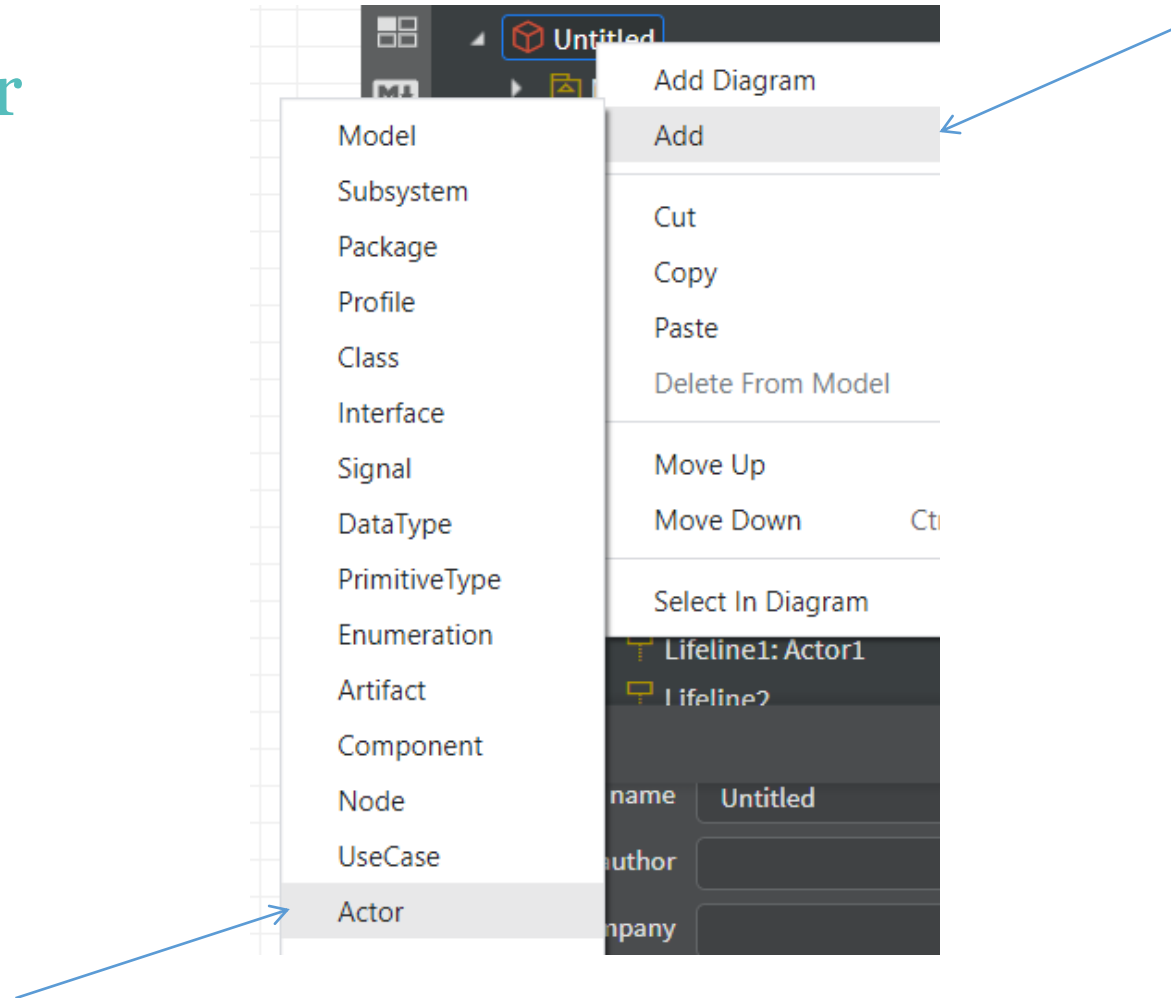 r
Untitled
Add Diagram
Add
Cut
Copy
Paste
Delete From Model
Move Up
Move Down
Select In Diagram
Model
Subsystem
Package
Profile
Class
Interface
Signal
DataType
PrimitiveType
Enumeration
Artifact
Component
Node
UseCase
Actor
Lifeline1: Actor1
Lifeline2
name Untitled